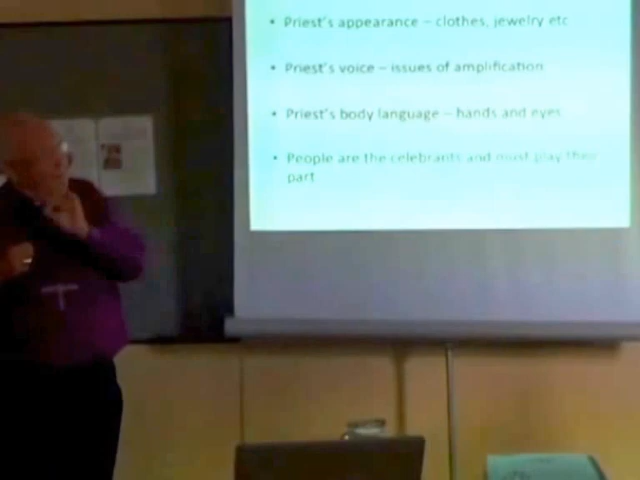 • Priest's appearance – clothes, jewelry etc
• Priest's voice – issues of amplification
• Priest's body language – hands and eyes
• People are the celebrants and must play their
part